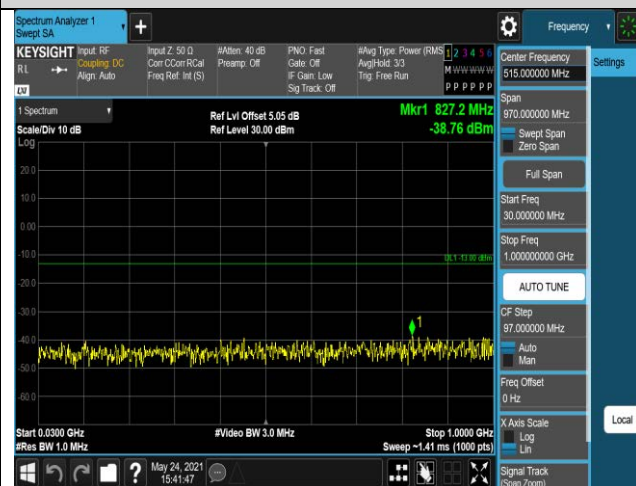 Spectrum Analyzer 1
Swept SA
+
Frequency
KEYSIGHT
RL
LXI
Input: RF
Coupling: DC
Align: Auto
Input Z: 50 Ω
Corr CCorr RCal
Freq Ref: Int (S)
#Atten: 40 dB
Preamp: Off
PNO: Fast
Gate: Off
IF Gain: Low
Sig Track: Off
#Avg Type: Power (RMS
Avg|Hold: 3/3
Trig: Free Run
1 2 3 4 5 6
M W W W W W
P P P P P P
Center Frequency
515.000000 MHz
Settings
Span
970.000000 MHz
Swept Span
Zero Span
Full Span
Start Freq
30.000000 MHz
Stop Freq
1.000000000 GHz
AUTO TUNE
CF Step
97.000000 MHz
Auto
Man
Freq Offset
0 Hz
X Axis Scale
Log
Lin
Local
Signal Track
(Span Zoom)
1 Spectrum
Scale/Div 10 dB
Log
Ref Lvl Offset 5.05 dB
Ref Level 30.00 dBm
Mkr1 827.2 MHz
-38.76 dBm
20.0
10.0
0.00
-10.0
DL1 -13.00 dBm
-20.0
-30.0
1
-40.0
-50.0
-60.0
Start 0.0300 GHz
#Res BW 1.0 MHz
#Video BW 3.0 MHz
Stop 1.0000 GHz
Sweep ~1.41 ms (1000 pts)
?
May 24, 2021
15:41:47